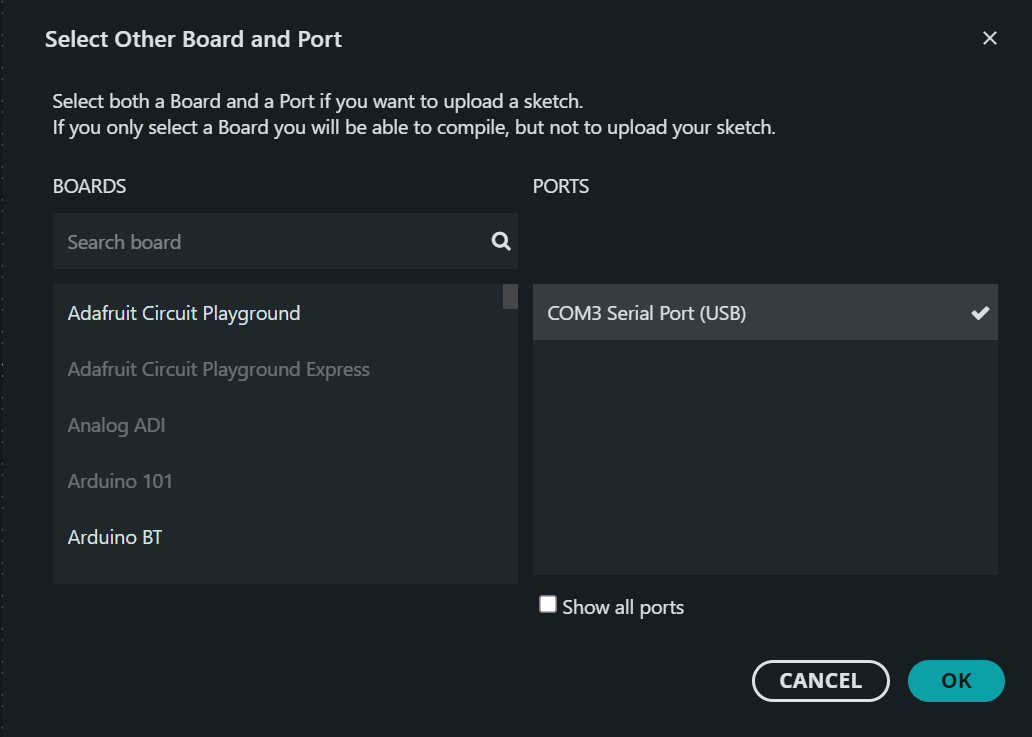 Select Other Board and Port
Select both a Board and a Port if you want to upload a sketch.
If you only select a Board you will be able to compile, but not to upload your sketch.
BOARDS
Search board
Adafruit Circuit Playground
Adafruit Circuit Playground Express
Analog ADI
Arduino 101
Arduino BT
PORTS
COM3 Serial Port (USB)
Show all ports
CANCEL
OK